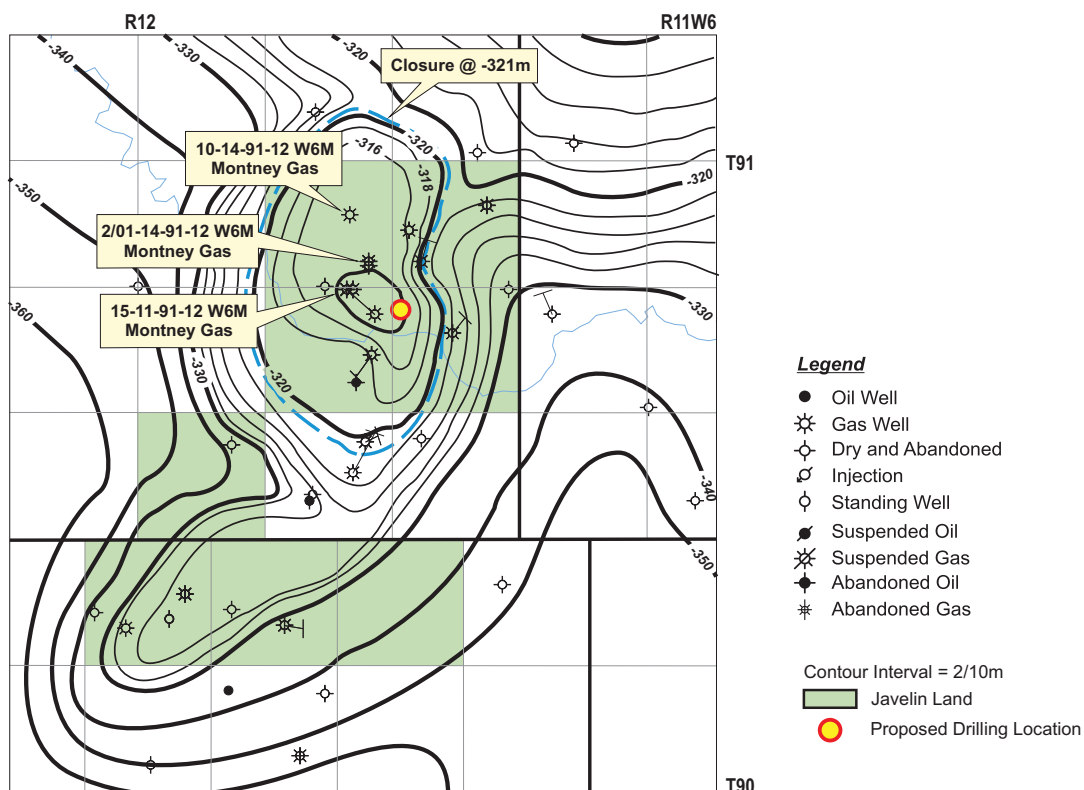 R12
R11W6
-340
-330
-320
Closure @ -321m
10-14-91-12 W6M
Montney Gas
-316
-320
-318
T91
-320
-350
2/01-14-91-12 W6M
Montney Gas
15-11-91-12 W6M
Montney Gas
-360
-330
-330
-320
-340
-350
Legend
Oil Well
Gas Well
Dry and Abandoned
Injection
Standing Well
Suspended Oil
Suspended Gas
Abandoned Oil
Abandoned Gas
Contour Interval = 2/10m
Javelin Land
Proposed Drilling Location
T90